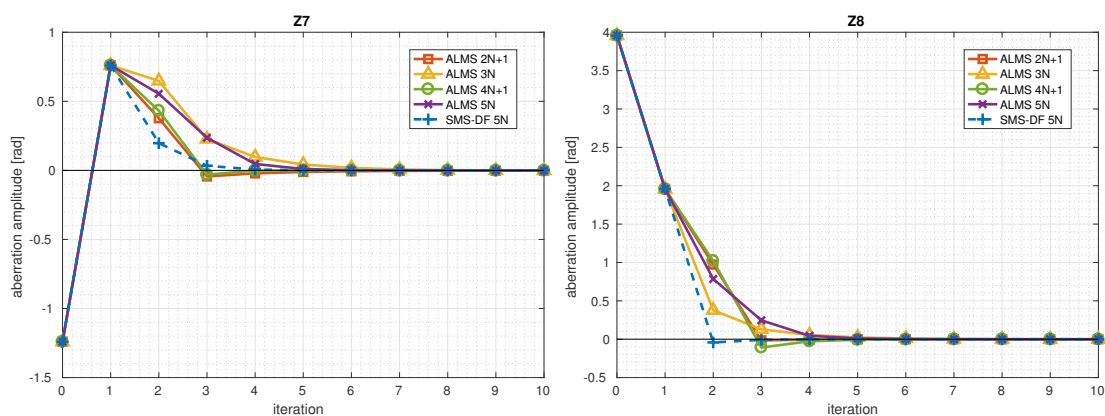 Z7
aberration amplitude [rad]
1
0.5
0
-0.5
-1
-1.5
ALMS 2N+1
ALMS 3N
ALMS 4N+1
ALMS 5N
SMS-DF 5N
0 1 2 3 4 5 6 7 8 9 10
iteration
Z8
aberration amplitude [rad]
4
3.5
3
2.5
2
1.5
1
0.5
0
-0.5
ALMS 2N+1
ALMS 3N
ALMS 4N+1
ALMS 5N
SMS-DF 5N
0 1 2 3 4 5 6 7 8 9 10
iteration